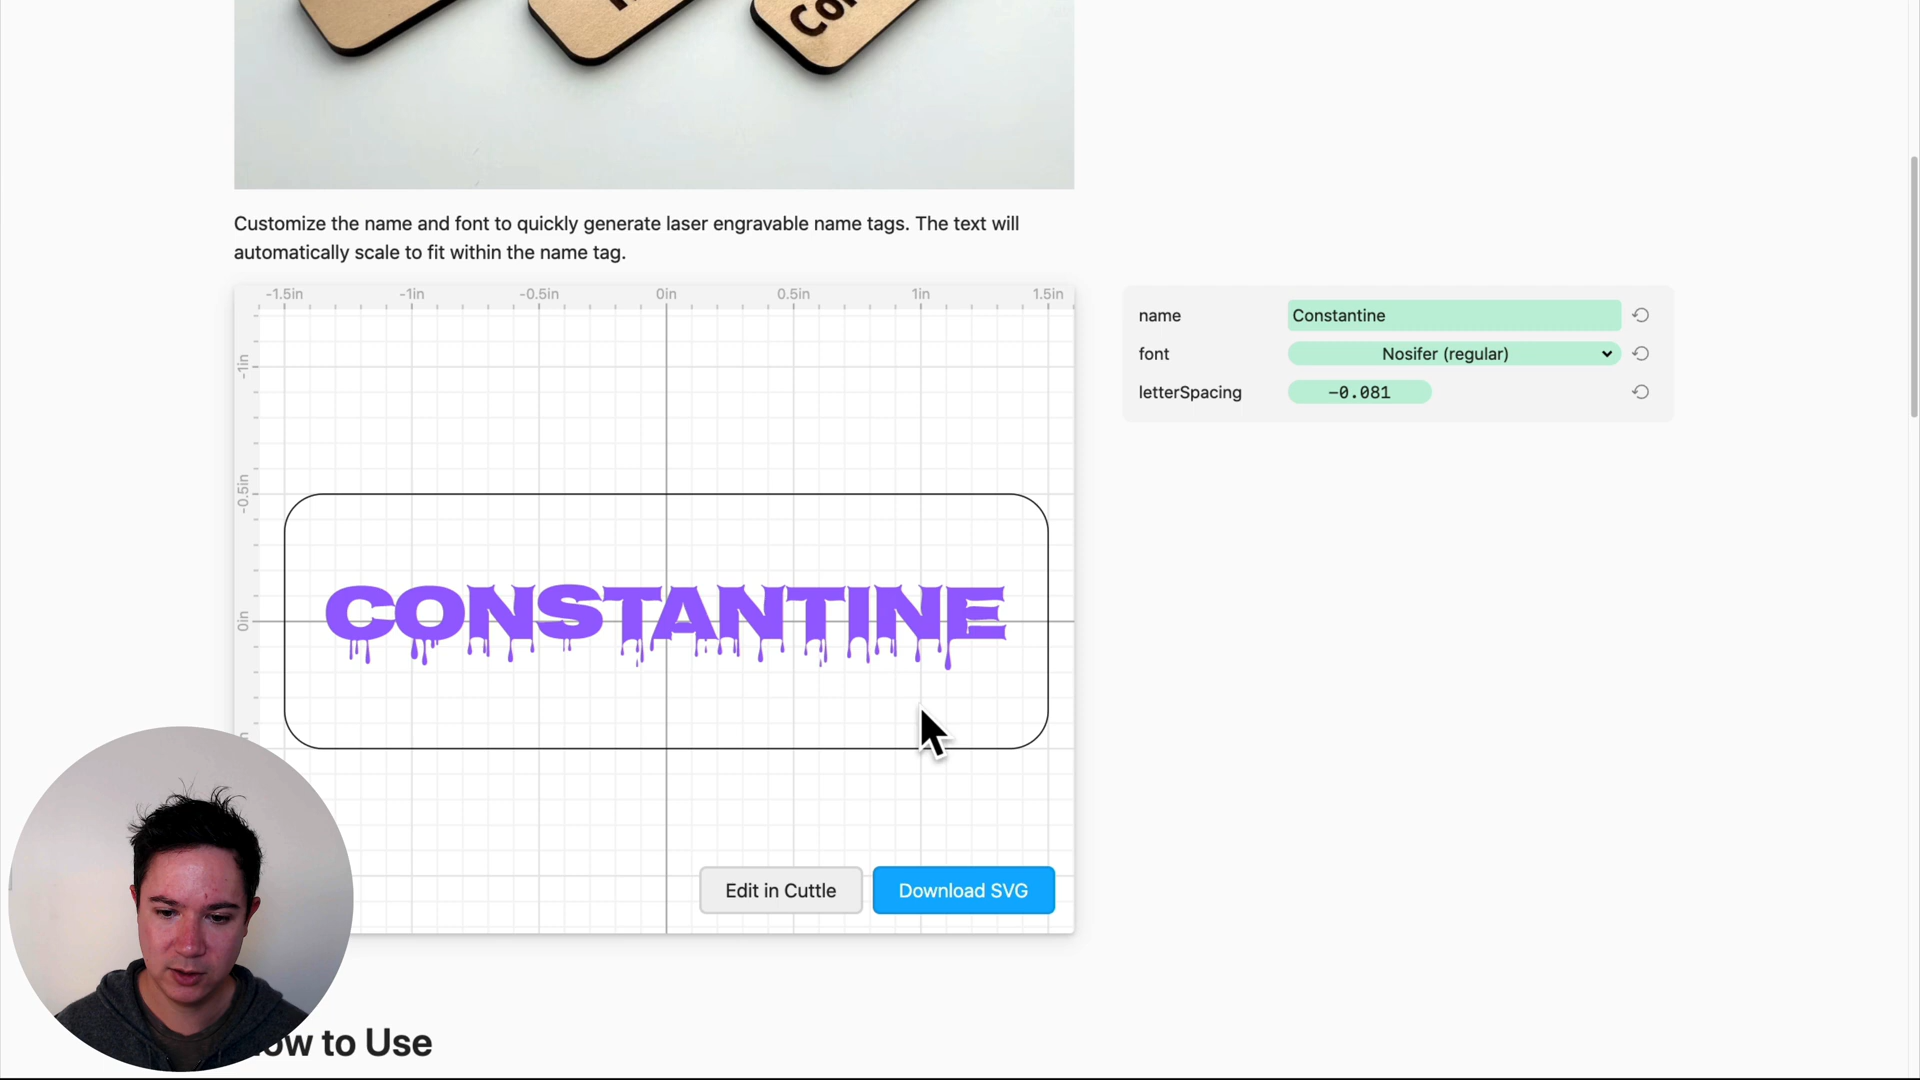 Customize the name and font to quickly generate laser engravable name tags. The text will
automatically scale to fit within the name tag.
-1.5in -1in -0.5in 0in 0.5in 1in 1.5in
-1in
-0.5in
0in
name Constantine
font Nosifer (regular)
letterSpacing -0.081
CONSTANTINE
Edit in Cuttle Download SVG
to Use